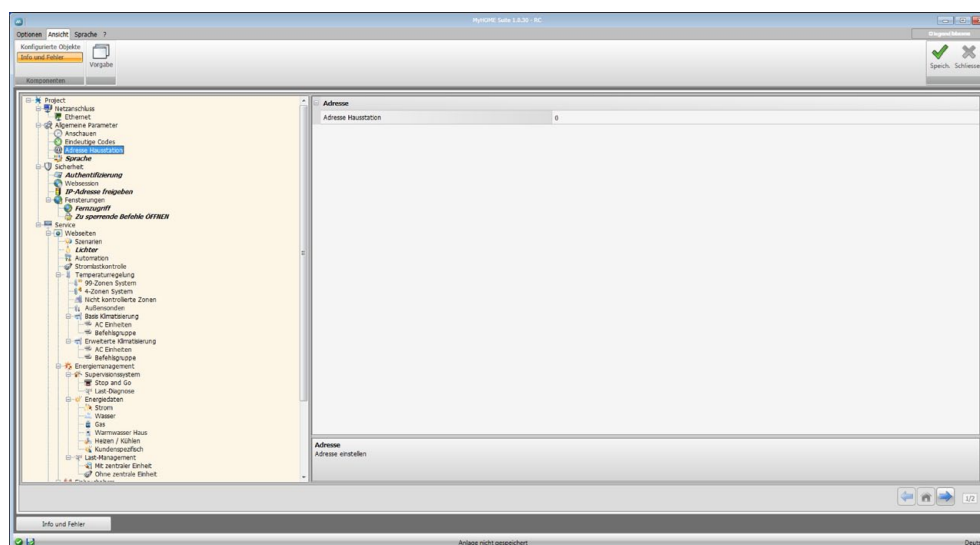 MyHOME Suite 1.0.30 - RC
Optionen Ansicht Sprache ?
Konfigurierte Objekte
Info und Fehler
Vorgabe
Komponenten
Speich. Schliesse
Project
Netzanschluss
Ethernet
Allgemeine Parameter
Anschauen
Eindeutige Codes
Adresse Hausstation
Sprache
Sicherheit
Authentifizierung
Websession
IP-Adresse freigeben
Fensterungen
Fernzugriff
Zu sperrende Befehle ÖFFNEN
Service
Webseiten
Szenarien
Lichter
Automation
Stromlastkontrolle
Temperaturregelung
99-Zonen System
4-Zonen System
Nicht kontrollierte Zonen
Außensonden
Basis Klimatisierung
AC Einheiten
Befehlsgruppe
Erweiterte Klimatisierung
AC Einheiten
Befehlsgruppe
Energiemanagement
Supervisionssystem
Stop and Go
Last-Diagnose
Energiedaten
Strom
Wasser
Gas
Warmwasser Haus
Heizen / Kühlen
Kundenspezifisch
Last-Management
Mit zentraler Einheit
Ohne zentrale Einheit
Adresse
Adresse Hausstation 0
Adresse
Adresse einstellen
1/2
Info und Fehler
Anlage nicht gespeichert